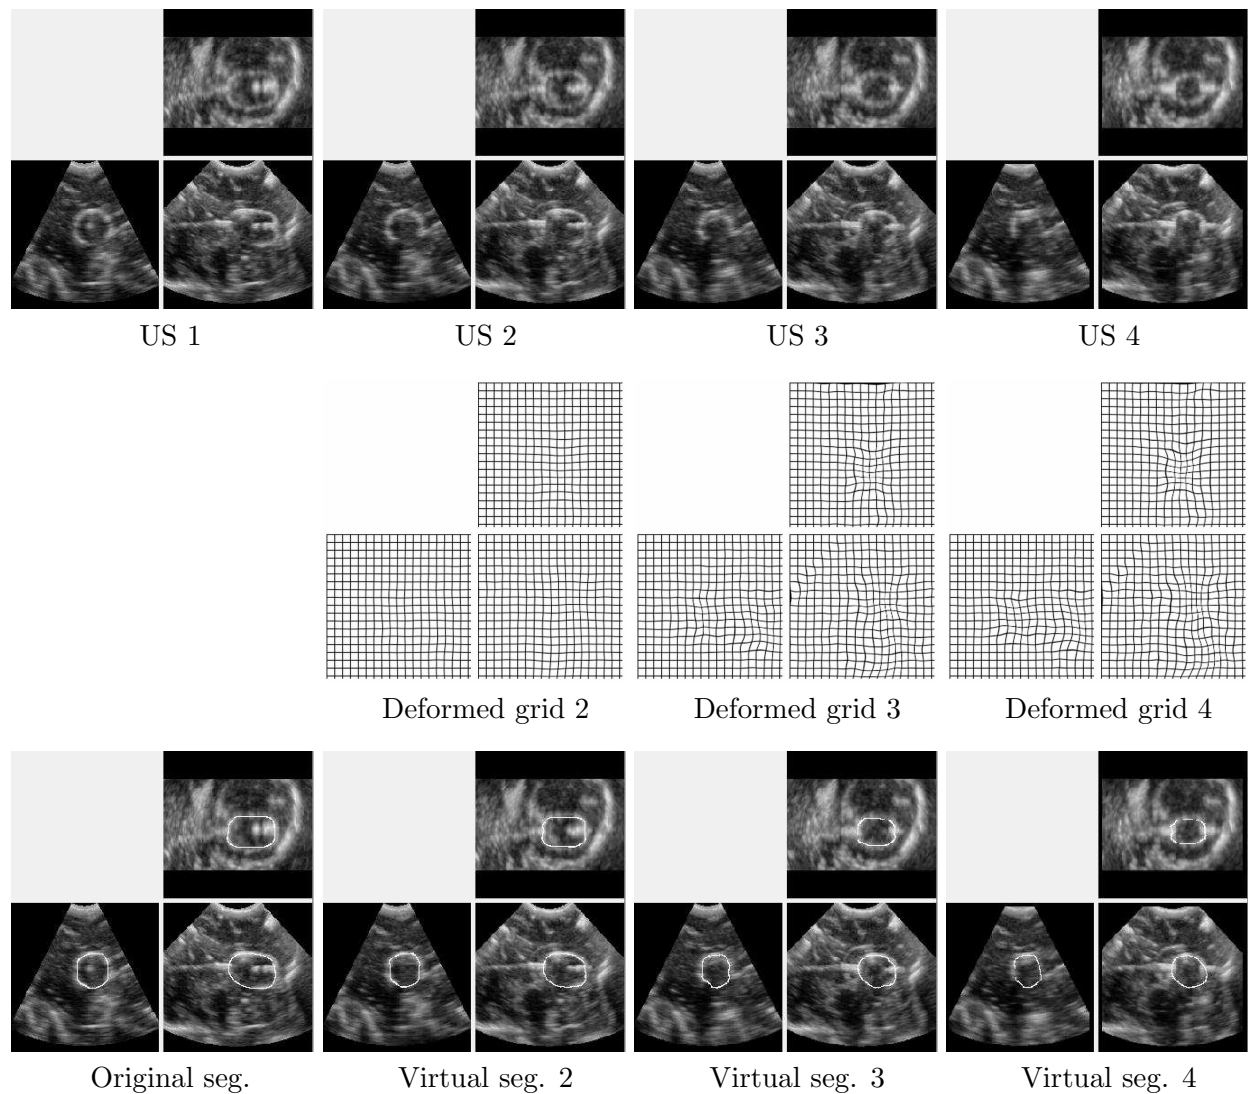 US 1
US 2
US 3
US 4
Deformed grid 2
Deformed grid 3
Deformed grid 4
Original seg.
Virtual seg. 2
Virtual seg. 3
Virtual seg. 4